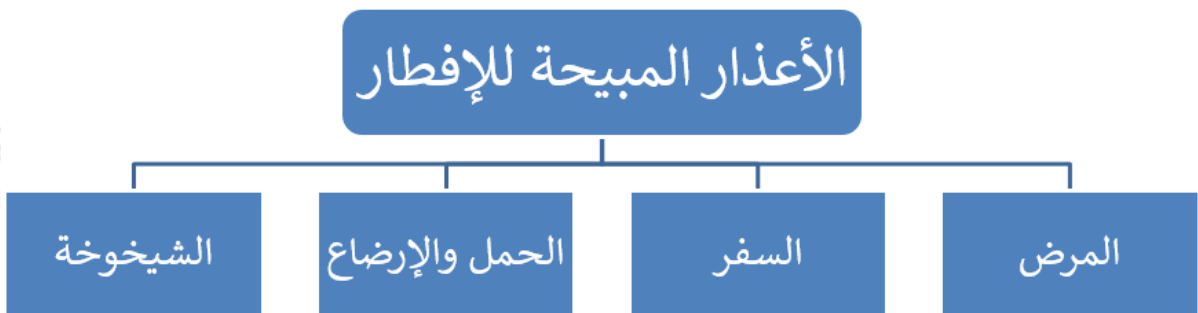 الأعذار المبيحة للإفطار
المرض
السفر
الحمل والإرضاع
الشيخوخة